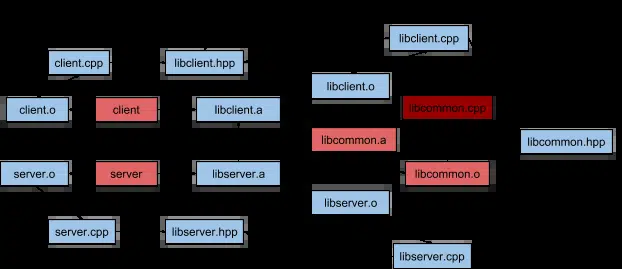 libclient.cpp
client.cpp
libclient.hpp
libclient.o
client.o
client
libclient.a
libcommon.cpp
libcommon.a
libcommon.hpp
server.o
server
libserver.a
libcommon.o
libserver.o
server.cpp
libserver.hpp
libserver.cpp